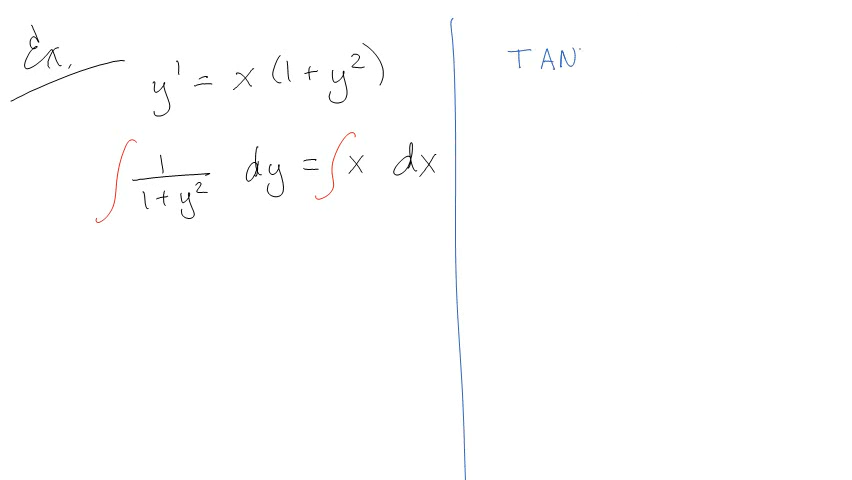 Ex.
y' = x (1 + y²)
∫ 1/(1 + y²) dy = ∫ x dx
TAN